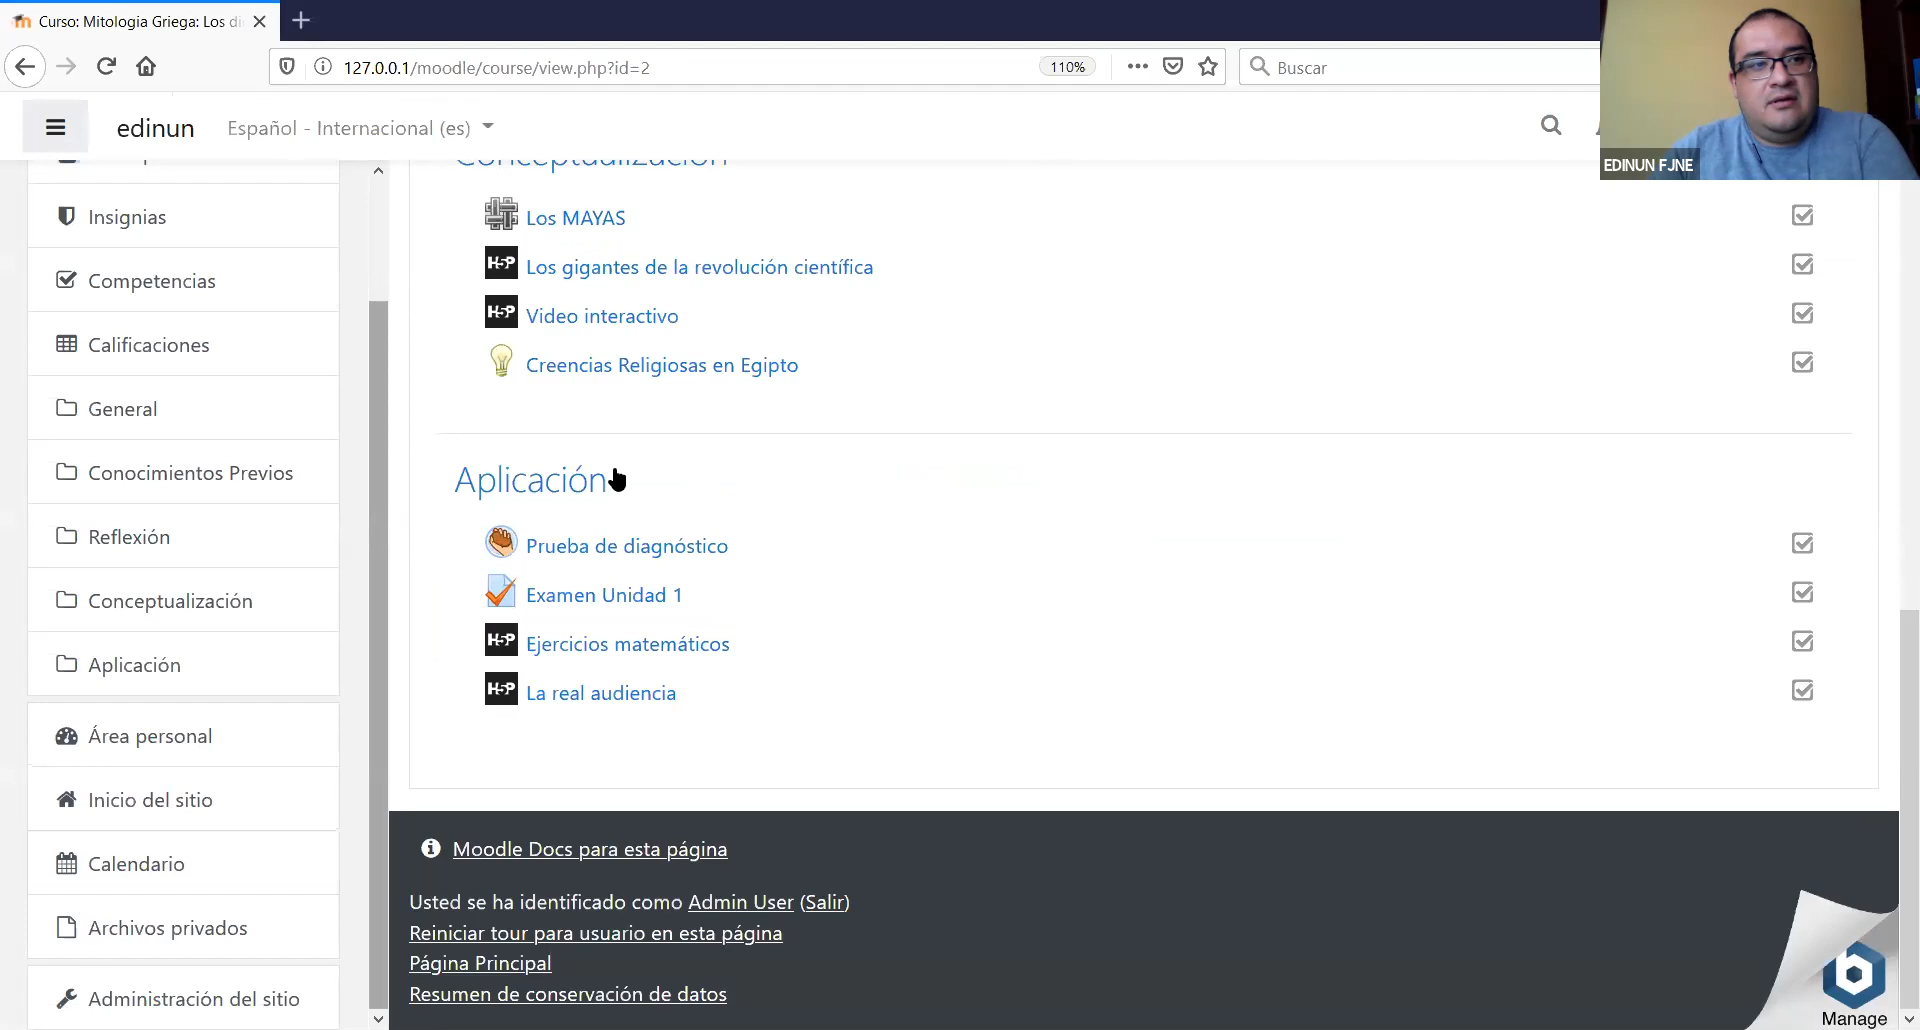 Curso: Mitologia Griega: Los di
127.0.0.1/moodle/course/view.php?id=2
110%
Buscar
EDINUN FJNE
edinun
Español - Internacional (es)
Insignias
Competencias
Calificaciones
General
Conocimientos Previos
Reflexión
Conceptualización
Aplicación
Área personal
Inicio del sitio
Calendario
Archivos privados
Administración del sitio
Conceptualización
Los MAYAS
H5P Los gigantes de la revolución científica
H5P Video interactivo
Creencias Religiosas en Egipto
Aplicación
Prueba de diagnóstico
Examen Unidad 1
H5P Ejercicios matemáticos
H5P La real audiencia
Moodle Docs para esta página
Usted se ha identificado como Admin User (Salir)
Reiniciar tour para usuario en esta página
Página Principal
Resumen de conservación de datos
Manage